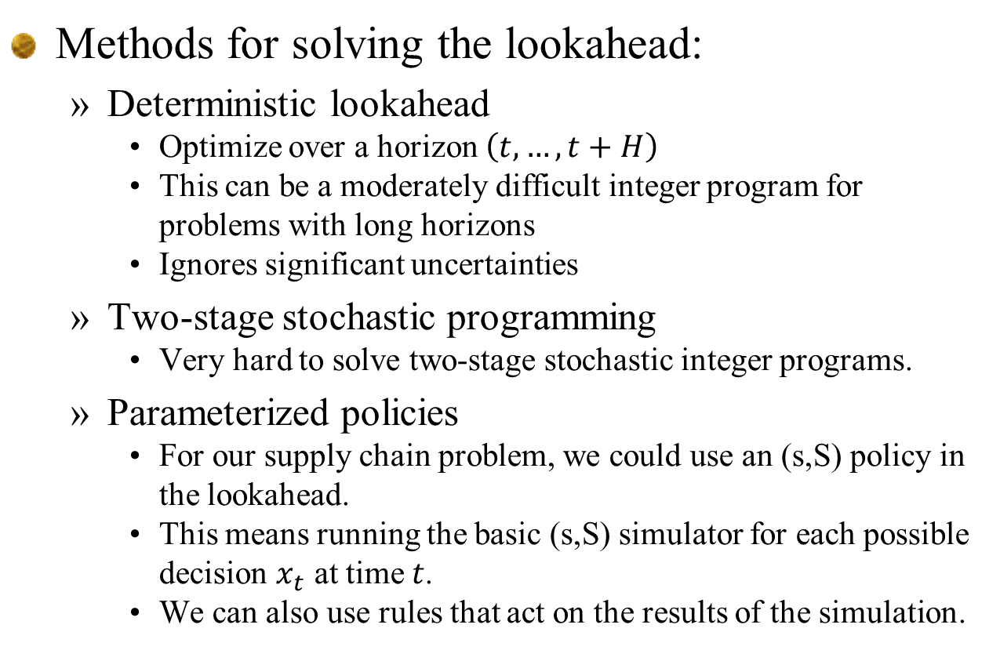 Methods for solving the lookahead:
» Deterministic lookahead
• Optimize over a horizon (t, … , t + H)
• This can be a moderately difficult integer program for
problems with long horizons
• Ignores significant uncertainties
» Two-stage stochastic programming
• Very hard to solve two-stage stochastic integer programs.
» Parameterized policies
• For our supply chain problem, we could use an (s,S) policy in
the lookahead.
• This means running the basic (s,S) simulator for each possible
decision xₜ at time t.
• We can also use rules that act on the results of the simulation.